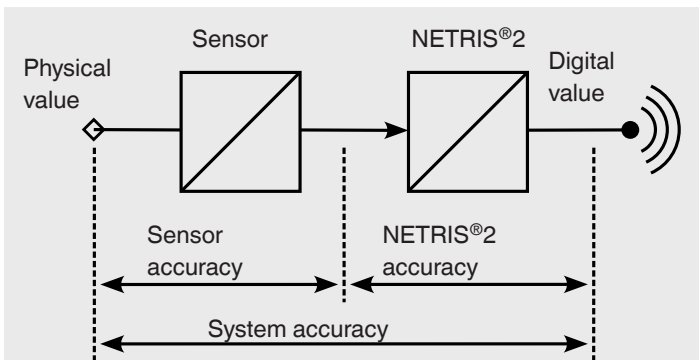 Sensor
NETRIS®2
Physical
value
Digital
value
Sensor
accuracy
NETRIS®2
accuracy
System accuracy